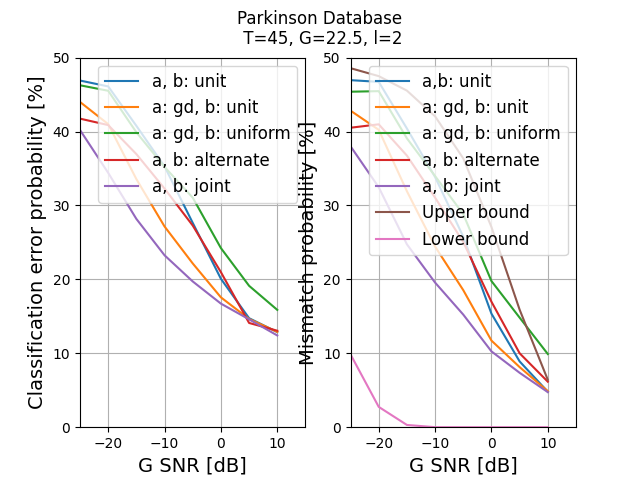 Parkinson Database
T=45, G=22.5, l=2
Classification error probability [%]
50
40
30
20
10
0
a, b: unit
a: gd, b: unit
a: gd, b: uniform
a, b: alternate
a, b: joint
−20
−10
0
10
G SNR [dB]
Mismatch probability [%]
50
40
30
20
10
0
a,b: unit
a: gd, b: unit
a: gd, b: uniform
a, b: alternate
a, b: joint
Upper bound
Lower bound
−20
−10
0
10
G SNR [dB]